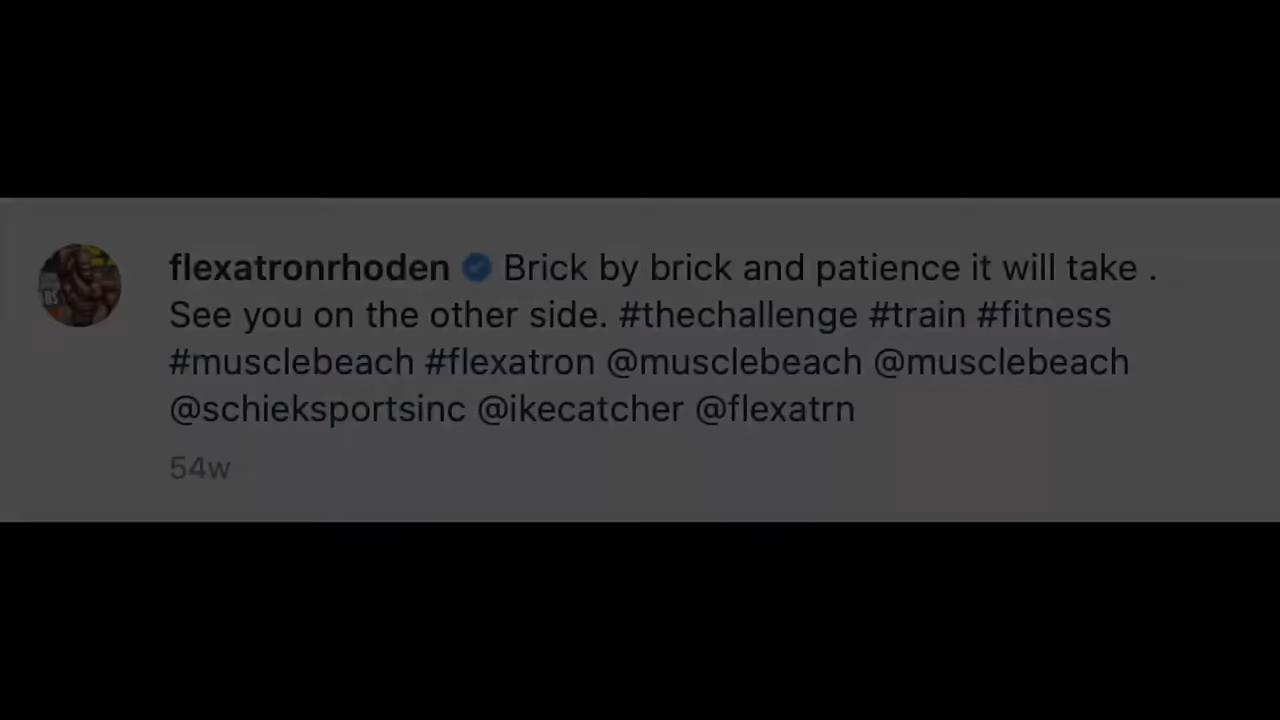 flexatronrhoden Brick by brick and patience it will take .
See you on the other side. #thechallenge #train #fitness
#musclebeach #flexatron @musclebeach @musclebeach
@schieksportsinc @ikecatcher @flexatrn
54w